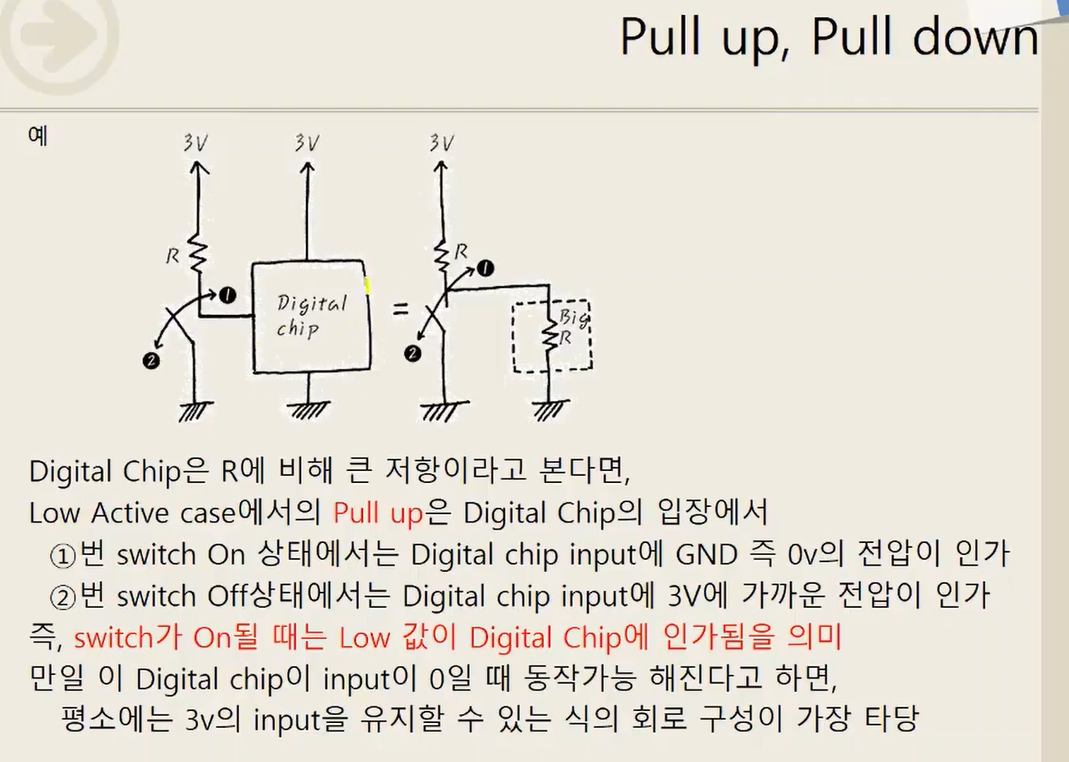 Pull up, Pull down
예
3V 3V 3V
R R
❶ ❶
Digital
chip
=
Big
R
❷ ❷
Digital Chip은 R에 비해 큰 저항이라고 본다면,
Low Active case에서의 Pull up은 Digital Chip의 입장에서
①번 switch On 상태에서는 Digital chip input에 GND 즉 0v의 전압이 인가
②번 switch Off상태에서는 Digital chip input에 3V에 가까운 전압이 인가
즉, switch가 On될 때는 Low 값이 Digital Chip에 인가됨을 의미
만일 이 Digital chip이 input이 0일 때 동작가능 해진다고 하면,
평소에는 3v의 input을 유지할 수 있는 식의 회로 구성이 가장 타당